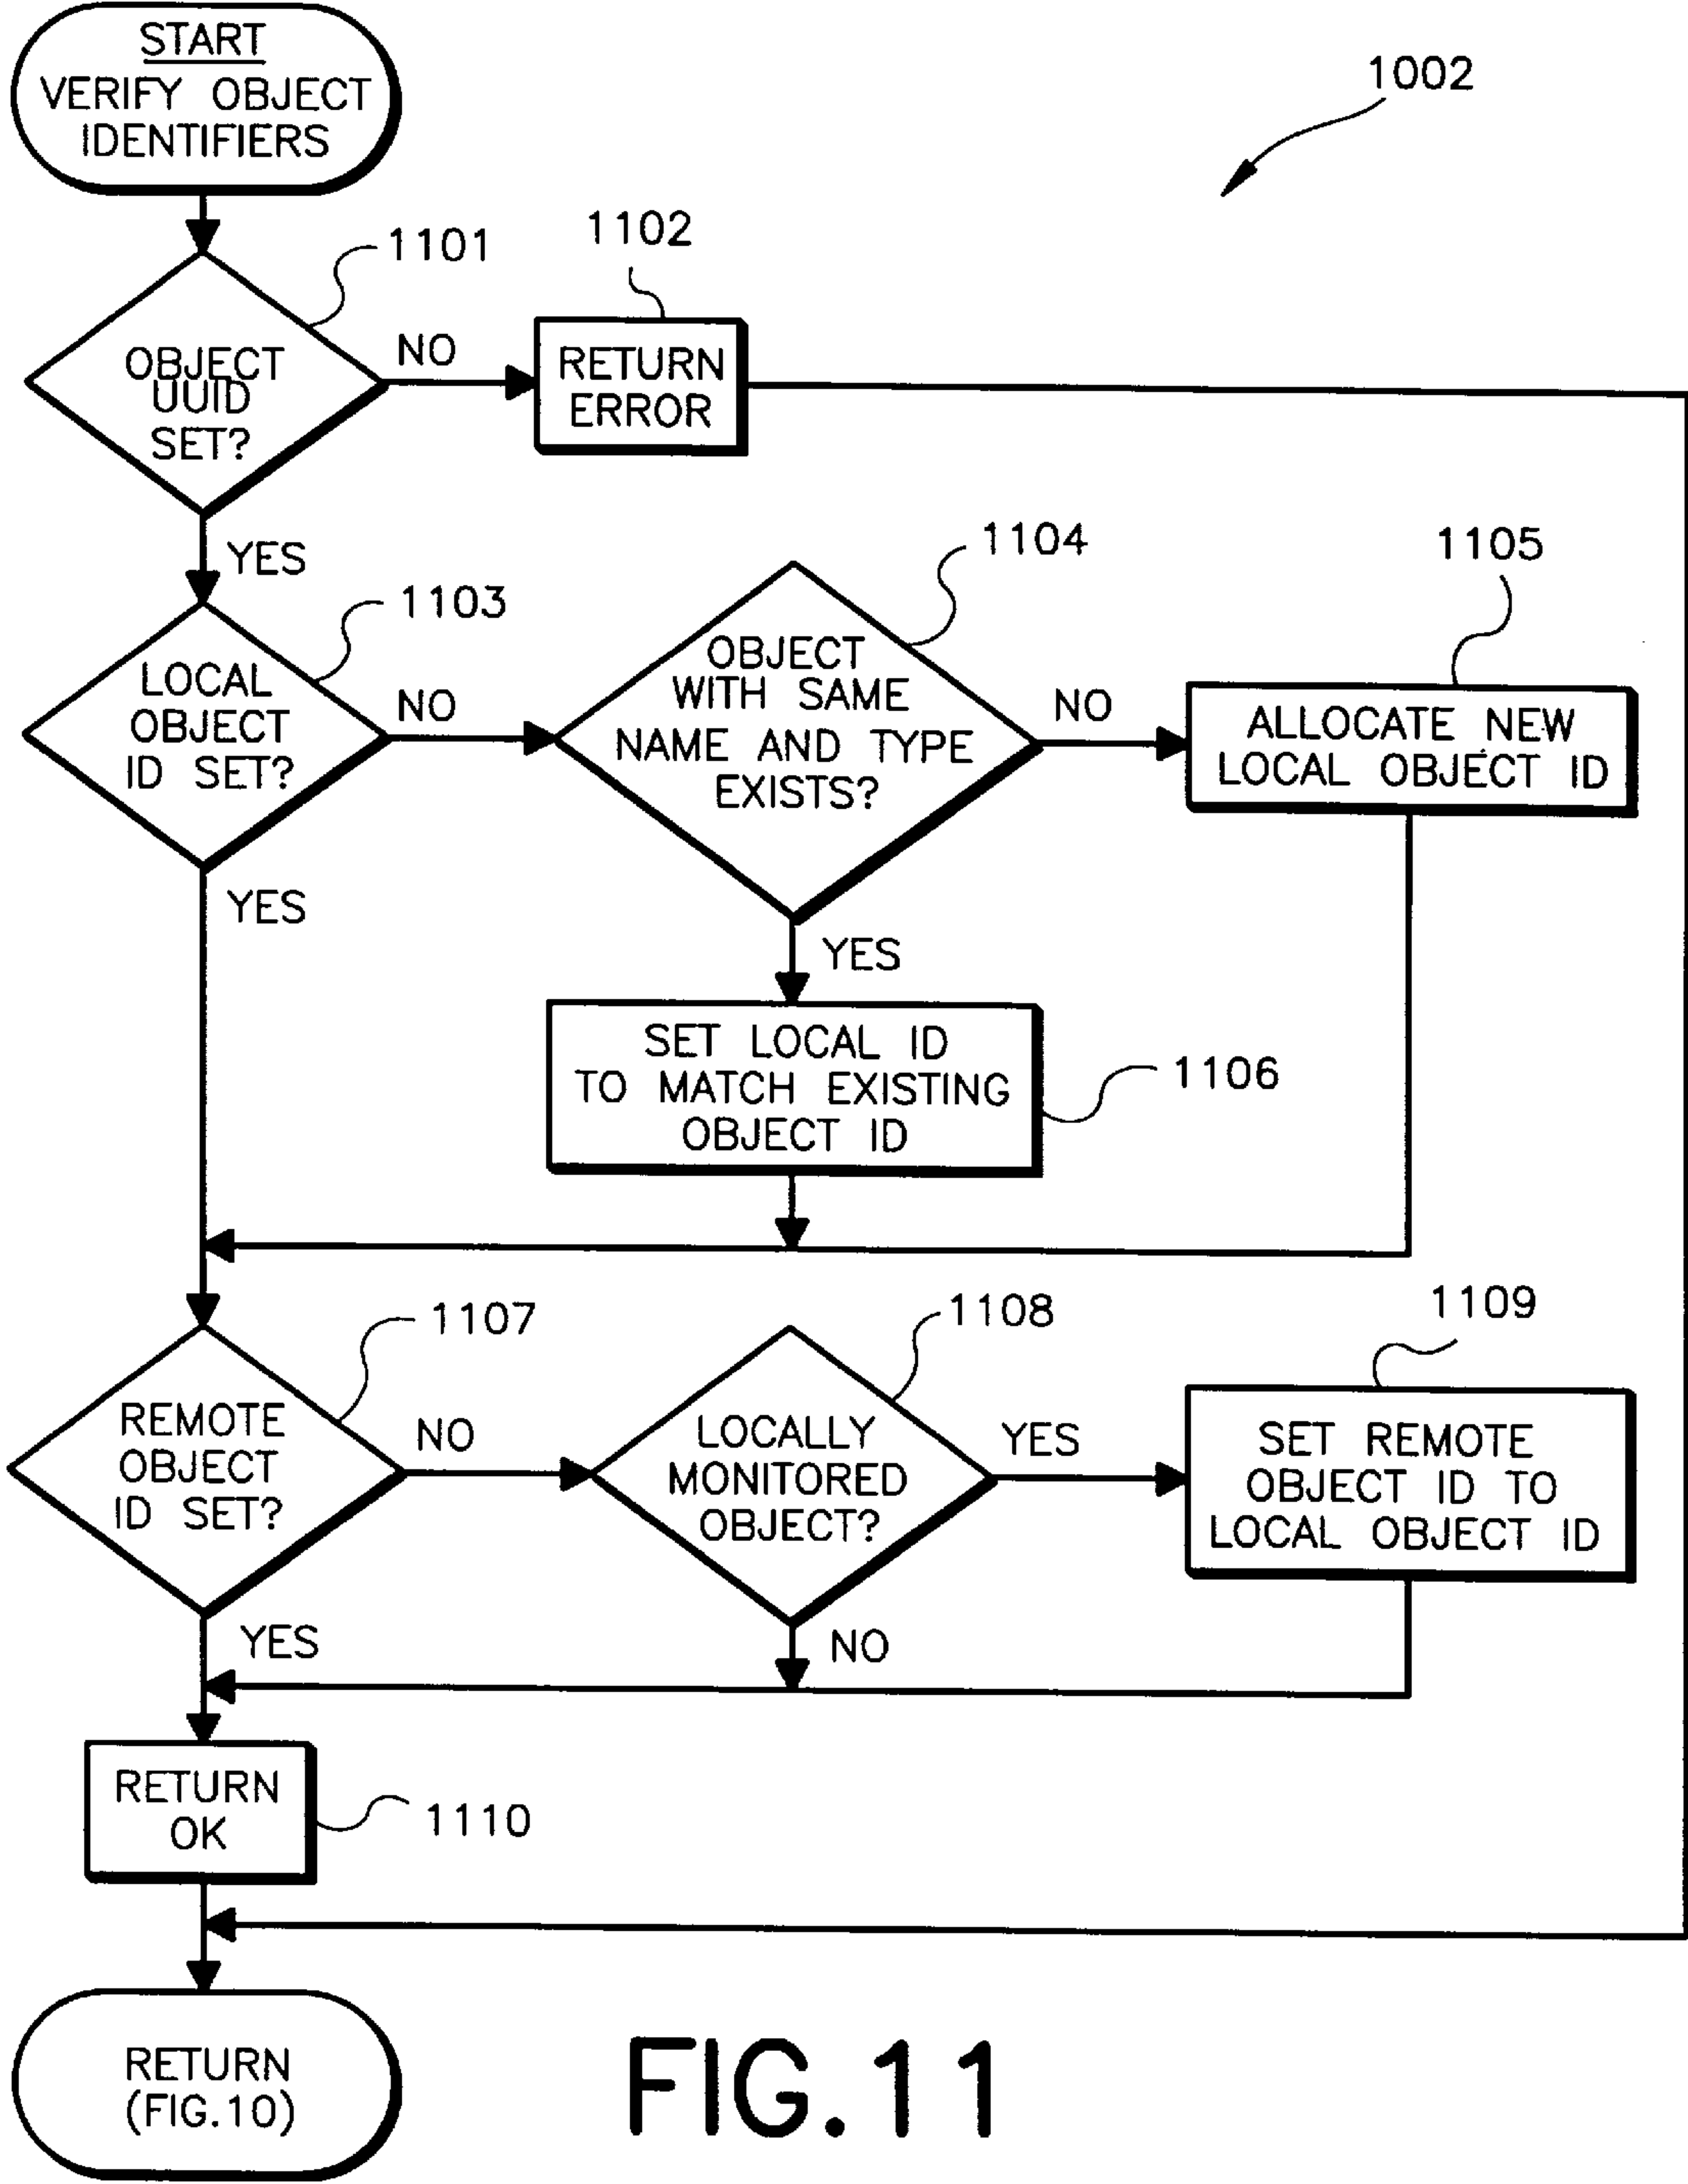 START
VERIFY OBJECT
IDENTIFIERS
1002
1101
1102
OBJECT
UUID
SET?
NO
RETURN
ERROR
YES
1103
1104
1105
LOCAL
OBJECT
ID SET?
NO
OBJECT
WITH SAME
NAME AND TYPE
EXISTS?
NO
ALLOCATE NEW
LOCAL OBJECT ID
YES
YES
SET LOCAL ID
TO MATCH EXISTING
OBJECT ID
1106
1107
1108
1109
REMOTE
OBJECT
ID SET?
NO
LOCALLY
MONITORED
OBJECT?
YES
SET REMOTE
OBJECT ID TO
LOCAL OBJECT ID
YES
NO
RETURN
OK
1110
RETURN
(FIG.10)
FIG.11